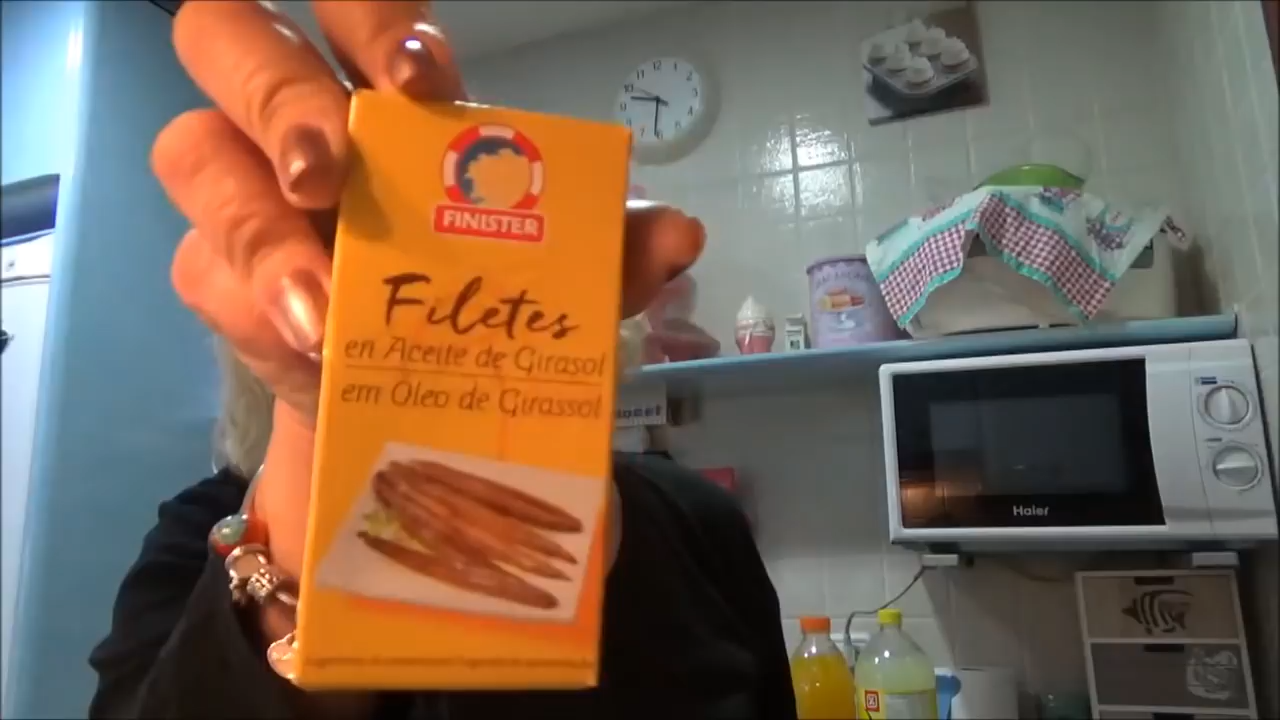 FINISTER
Filetes
en Aceite de Girasol
em Óleo de Girassol
Haier